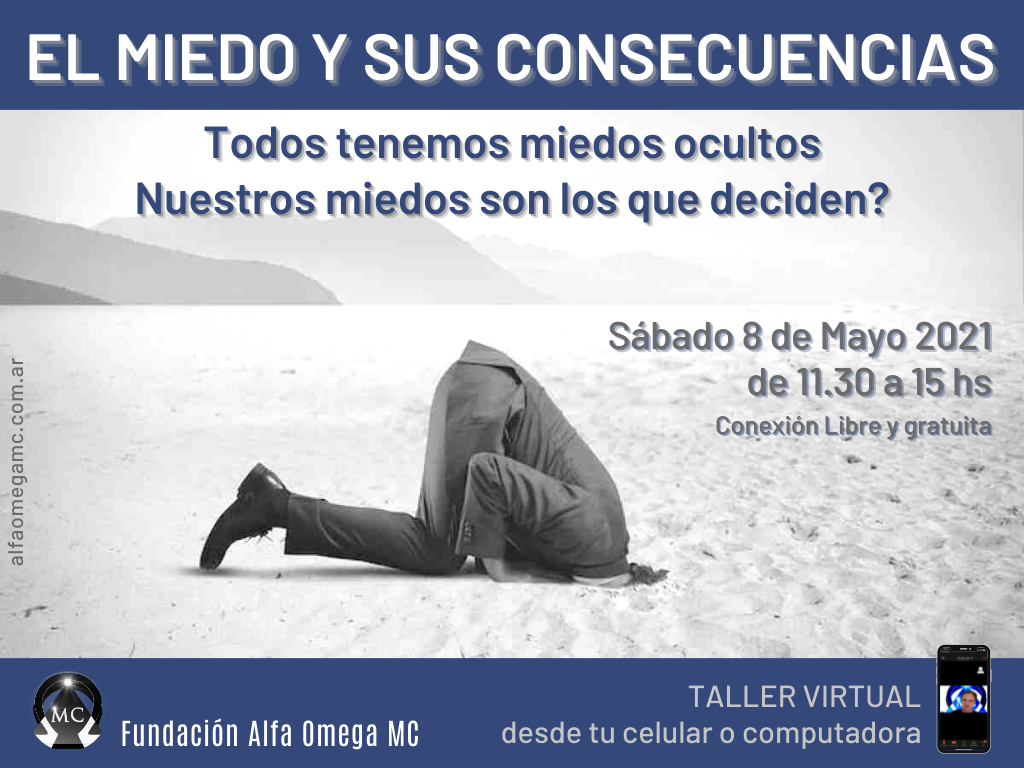 EL MIEDO Y SUS CONSECUENCIAS
Todos tenemos miedos ocultos
Nuestros miedos son los que deciden?
Sábado 8 de Mayo 2021
de 11.30 a 15 hs
Conexión Libre y gratuita
alfaomegamc.com.ar
MC
Fundación Alfa Omega MC
TALLER VIRTUAL
desde tu celular o computadora